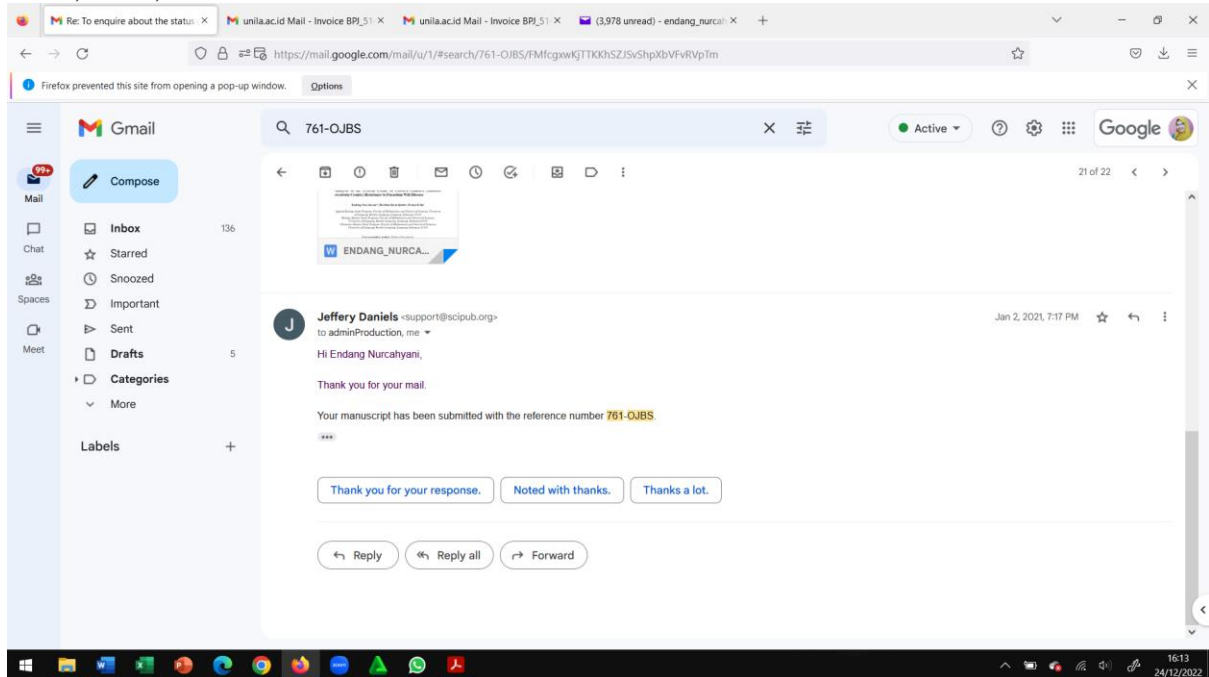 Re: To enquire about the status
unila.ac.id Mail - Invoice BPJ_51
unila.ac.id Mail - Invoice BPJ_51
(3,978 unread) - endang_nurcah
https://mail.google.com/mail/u/1/#search/761-OJBS/FMfcgxwKjTTKKhSZJSvShpXbVFvRVpTm
Firefox prevented this site from opening a pop-up window. Options
Gmail
761-OJBS
Active
Google
99+
Mail
Chat
Spaces
Meet
Compose
Inbox 136
Starred
Snoozed
Important
Sent
Drafts 5
Categories
More
Labels
21 of 22
W ENDANG_NURCA...
J
Jeffery Daniels <support@scipub.org>
Jan 2, 2021, 7:17 PM
to adminProduction, me
Hi Endang Nurcahyani,
Thank you for your mail.
Your manuscript has been submitted with the reference number 761-OJBS.
Thank you for your response. Noted with thanks. Thanks a lot.
Reply Reply all Forward
16:13
24/12/2022